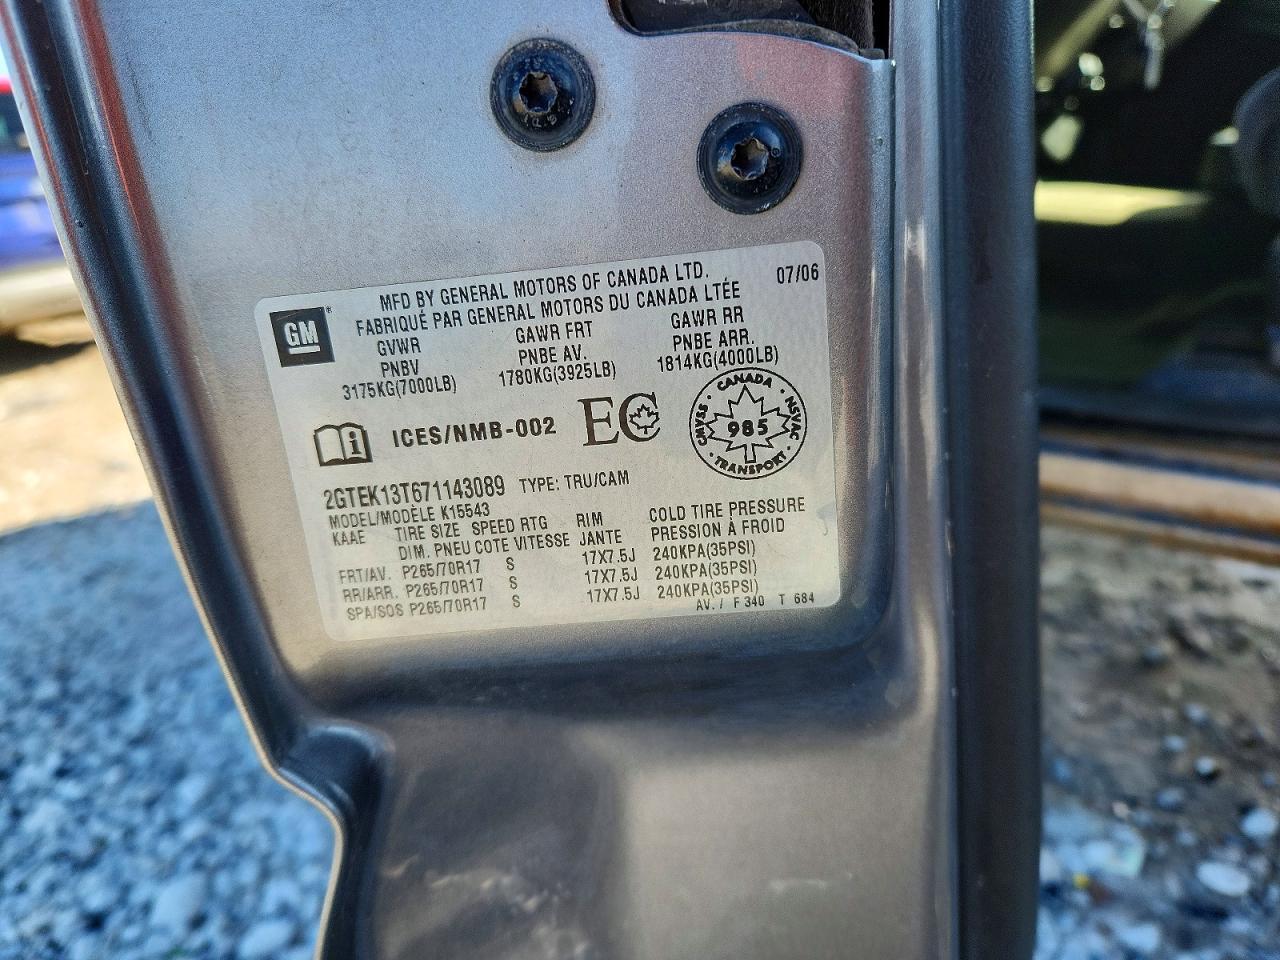 MFD BY GENERAL MOTORS OF CANADA LTD. 07/06
FABRIQUÉ PAR GENERAL MOTORS DU CANADA LTÉE
GM
GVWR GAWR FRT GAWR RR
PNBV PNBE AV. PNBE ARR.
3175KG(7000LB) 1780KG(3925LB) 1814KG(4000LB)
ICES/NMB-002 EC
CANADA
CMVSS 985 NSVAC
TRANSPORT
2GTEK13T671143089 TYPE: TRU/CAM
MODEL/MODÈLE K15543
KAAE TIRE SIZE SPEED RTG RIM COLD TIRE PRESSURE
DIM. PNEU COTE VITESSE JANTE PRESSION À FROID
FRT/AV. P265/70R17 S 17X7.5J 240KPA(35PSI)
RR/ARR. P265/70R17 S 17X7.5J 240KPA(35PSI)
SPA/SOS P265/70R17 S 17X7.5J 240KPA(35PSI)
AV. / F 340 T 684